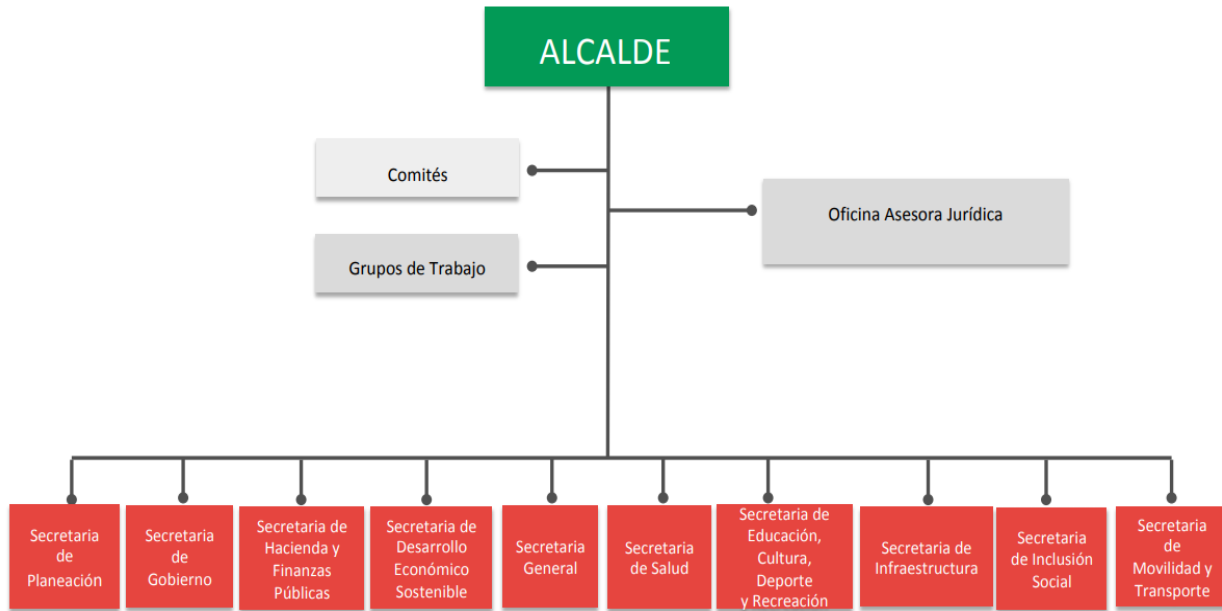 ALCALDE
Comités
Oficina Asesora Jurídica
Grupos de Trabajo
Secretaria
de
Planeación
Secretaria
de
Gobierno
Secretaria de
Hacienda y
Finanzas
Públicas
Secretaria de
Desarrollo
Económico
Sostenible
Secretaria
General
Secretaria
de Salud
Secretaria de
Educación,
Cultura,
Deporte
y Recreación
Secretaria de
Infraestructura
Secretaria
de Inclusión
Social
Secretaria
de
Movilidad y
Transporte